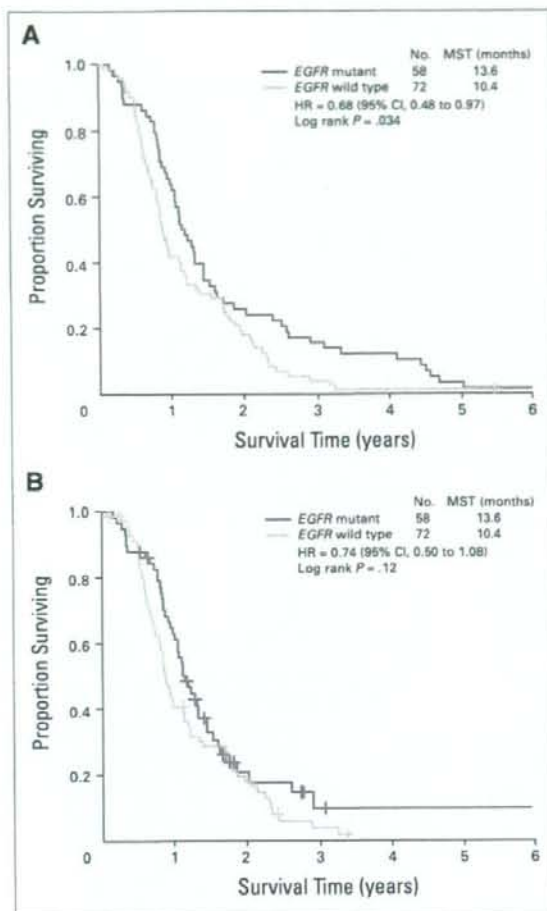 A
No. MST (months)
EGFR mutant 58 13.6
EGFR wild type 72 10.4
HR = 0.68 (95% CI, 0.48 to 0.97)
Log rank P = .034
Proportion Surviving
1.0
0.8
0.6
0.4
0.2
0 1 2 3 4 5 6
Survival Time (years)
B
No. MST (months)
EGFR mutant 58 13.6
EGFR wild type 72 10.4
HR = 0.74 (95% CI, 0.50 to 1.08)
Log rank P = .12
Proportion Surviving
1.0
0.8
0.6
0.4
0.2
0 1 2 3 4 5 6
Survival Time (years)